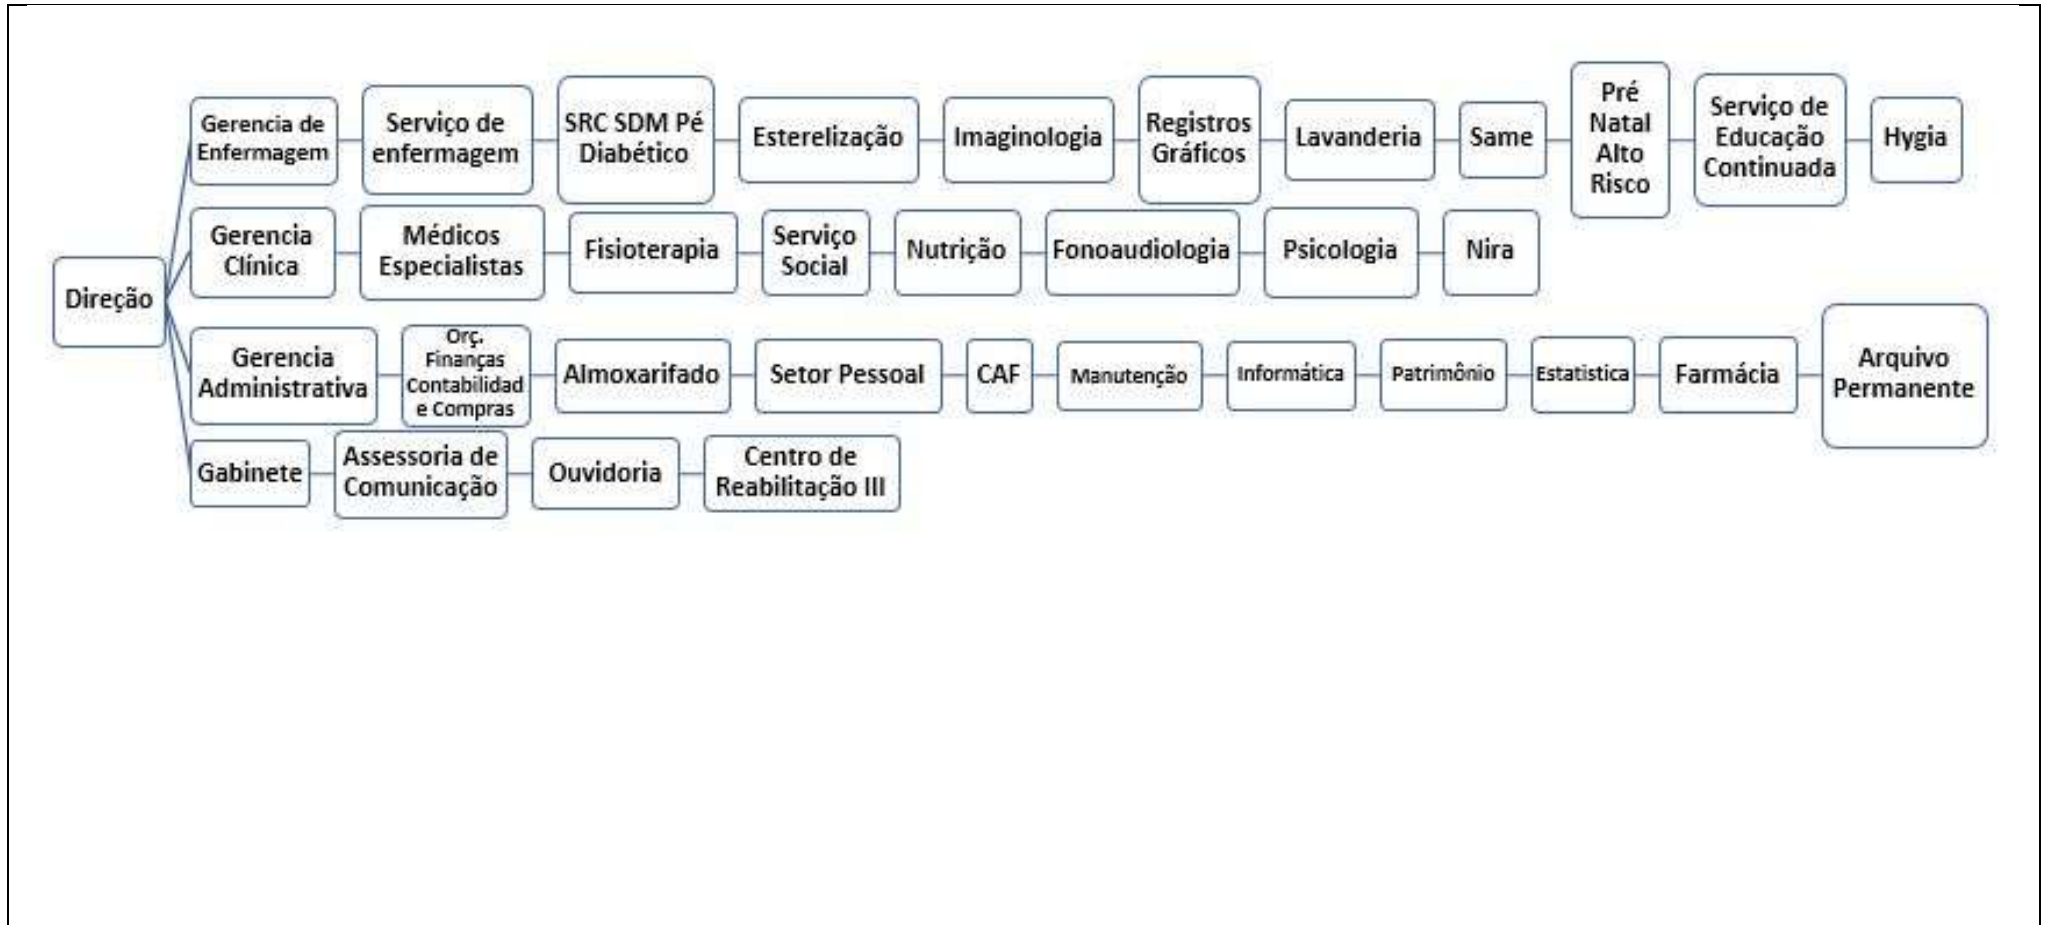 Direção
Gerencia de
Enfermagem
Serviço de
enfermagem
SRC SDM Pé
Diabético
Esterelização
Imaginologia
Registros
Gráficos
Lavanderia
Same
Pré
Natal
Alto
Risco
Serviço de
Educação
Continuada
Hygia
Gerencia
Clínica
Médicos
Especialistas
Fisioterapia
Serviço
Social
Nutrição
Fonoaudiologia
Psicologia
Nira
Gerencia
Administrativa
Orç.
Finanças
Contabilidad
e Compras
Almoxarifado
Setor Pessoal
CAF
Manutenção
Informática
Patrimônio
Estatistica
Farmácia
Arquivo
Permanente
Gabinete
Assessoria de
Comunicação
Ouvidoria
Centro de
Reabilitação III